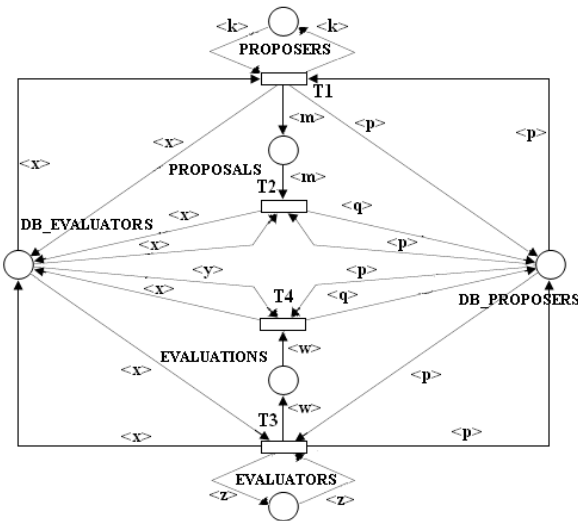 <k> <k>
PROPOSERS
T1
<m>
<p>
<x>
<p>
<x>
PROPOSALS
<m>
T2
DB_EVALUATORS
<x>
<q>
<x>
<p>
<y>
<p>
T4
<x>
<q>
DB_PROPOSERS
EVALUATIONS
<w>
<x>
<p>
<w>
T3
<x>
<p>
EVALUATORS
<z>
<z>